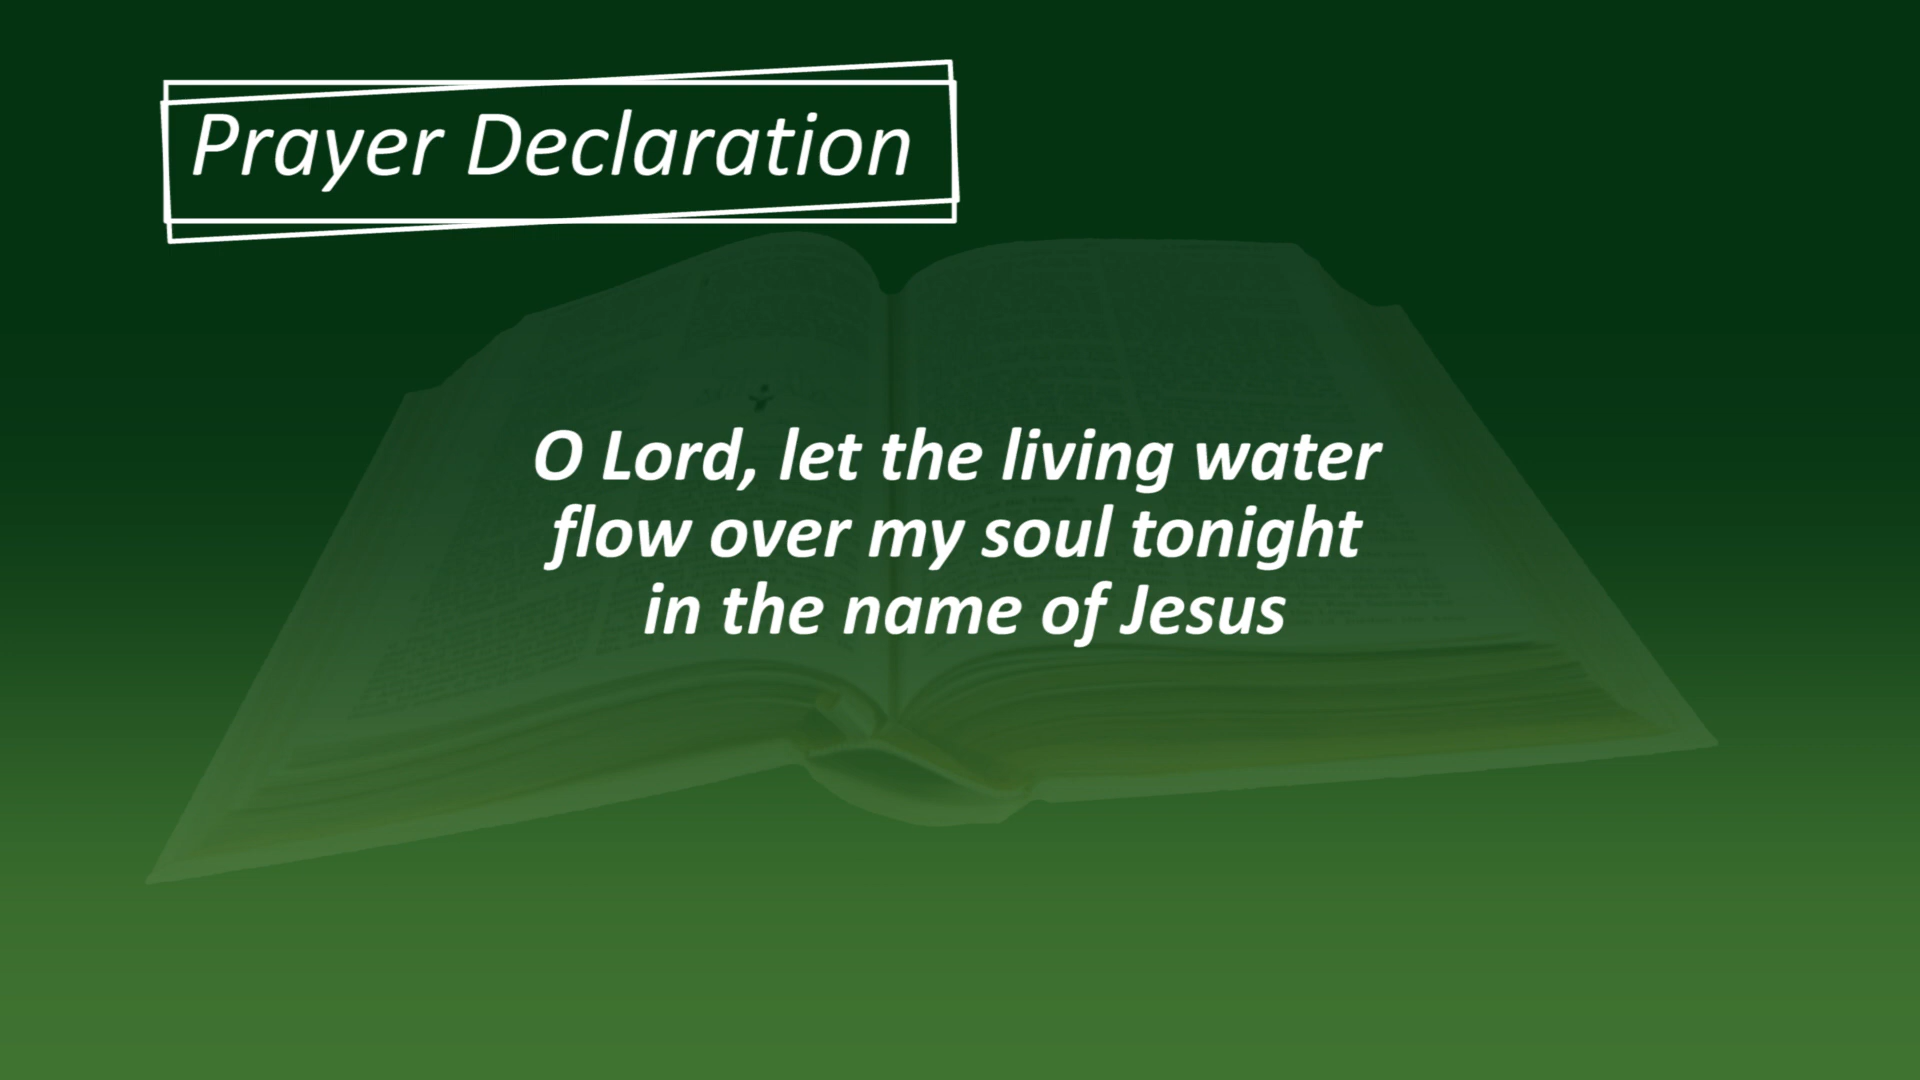 Prayer Declaration
O Lord, let the living water
flow over my soul tonight
in the name of Jesus